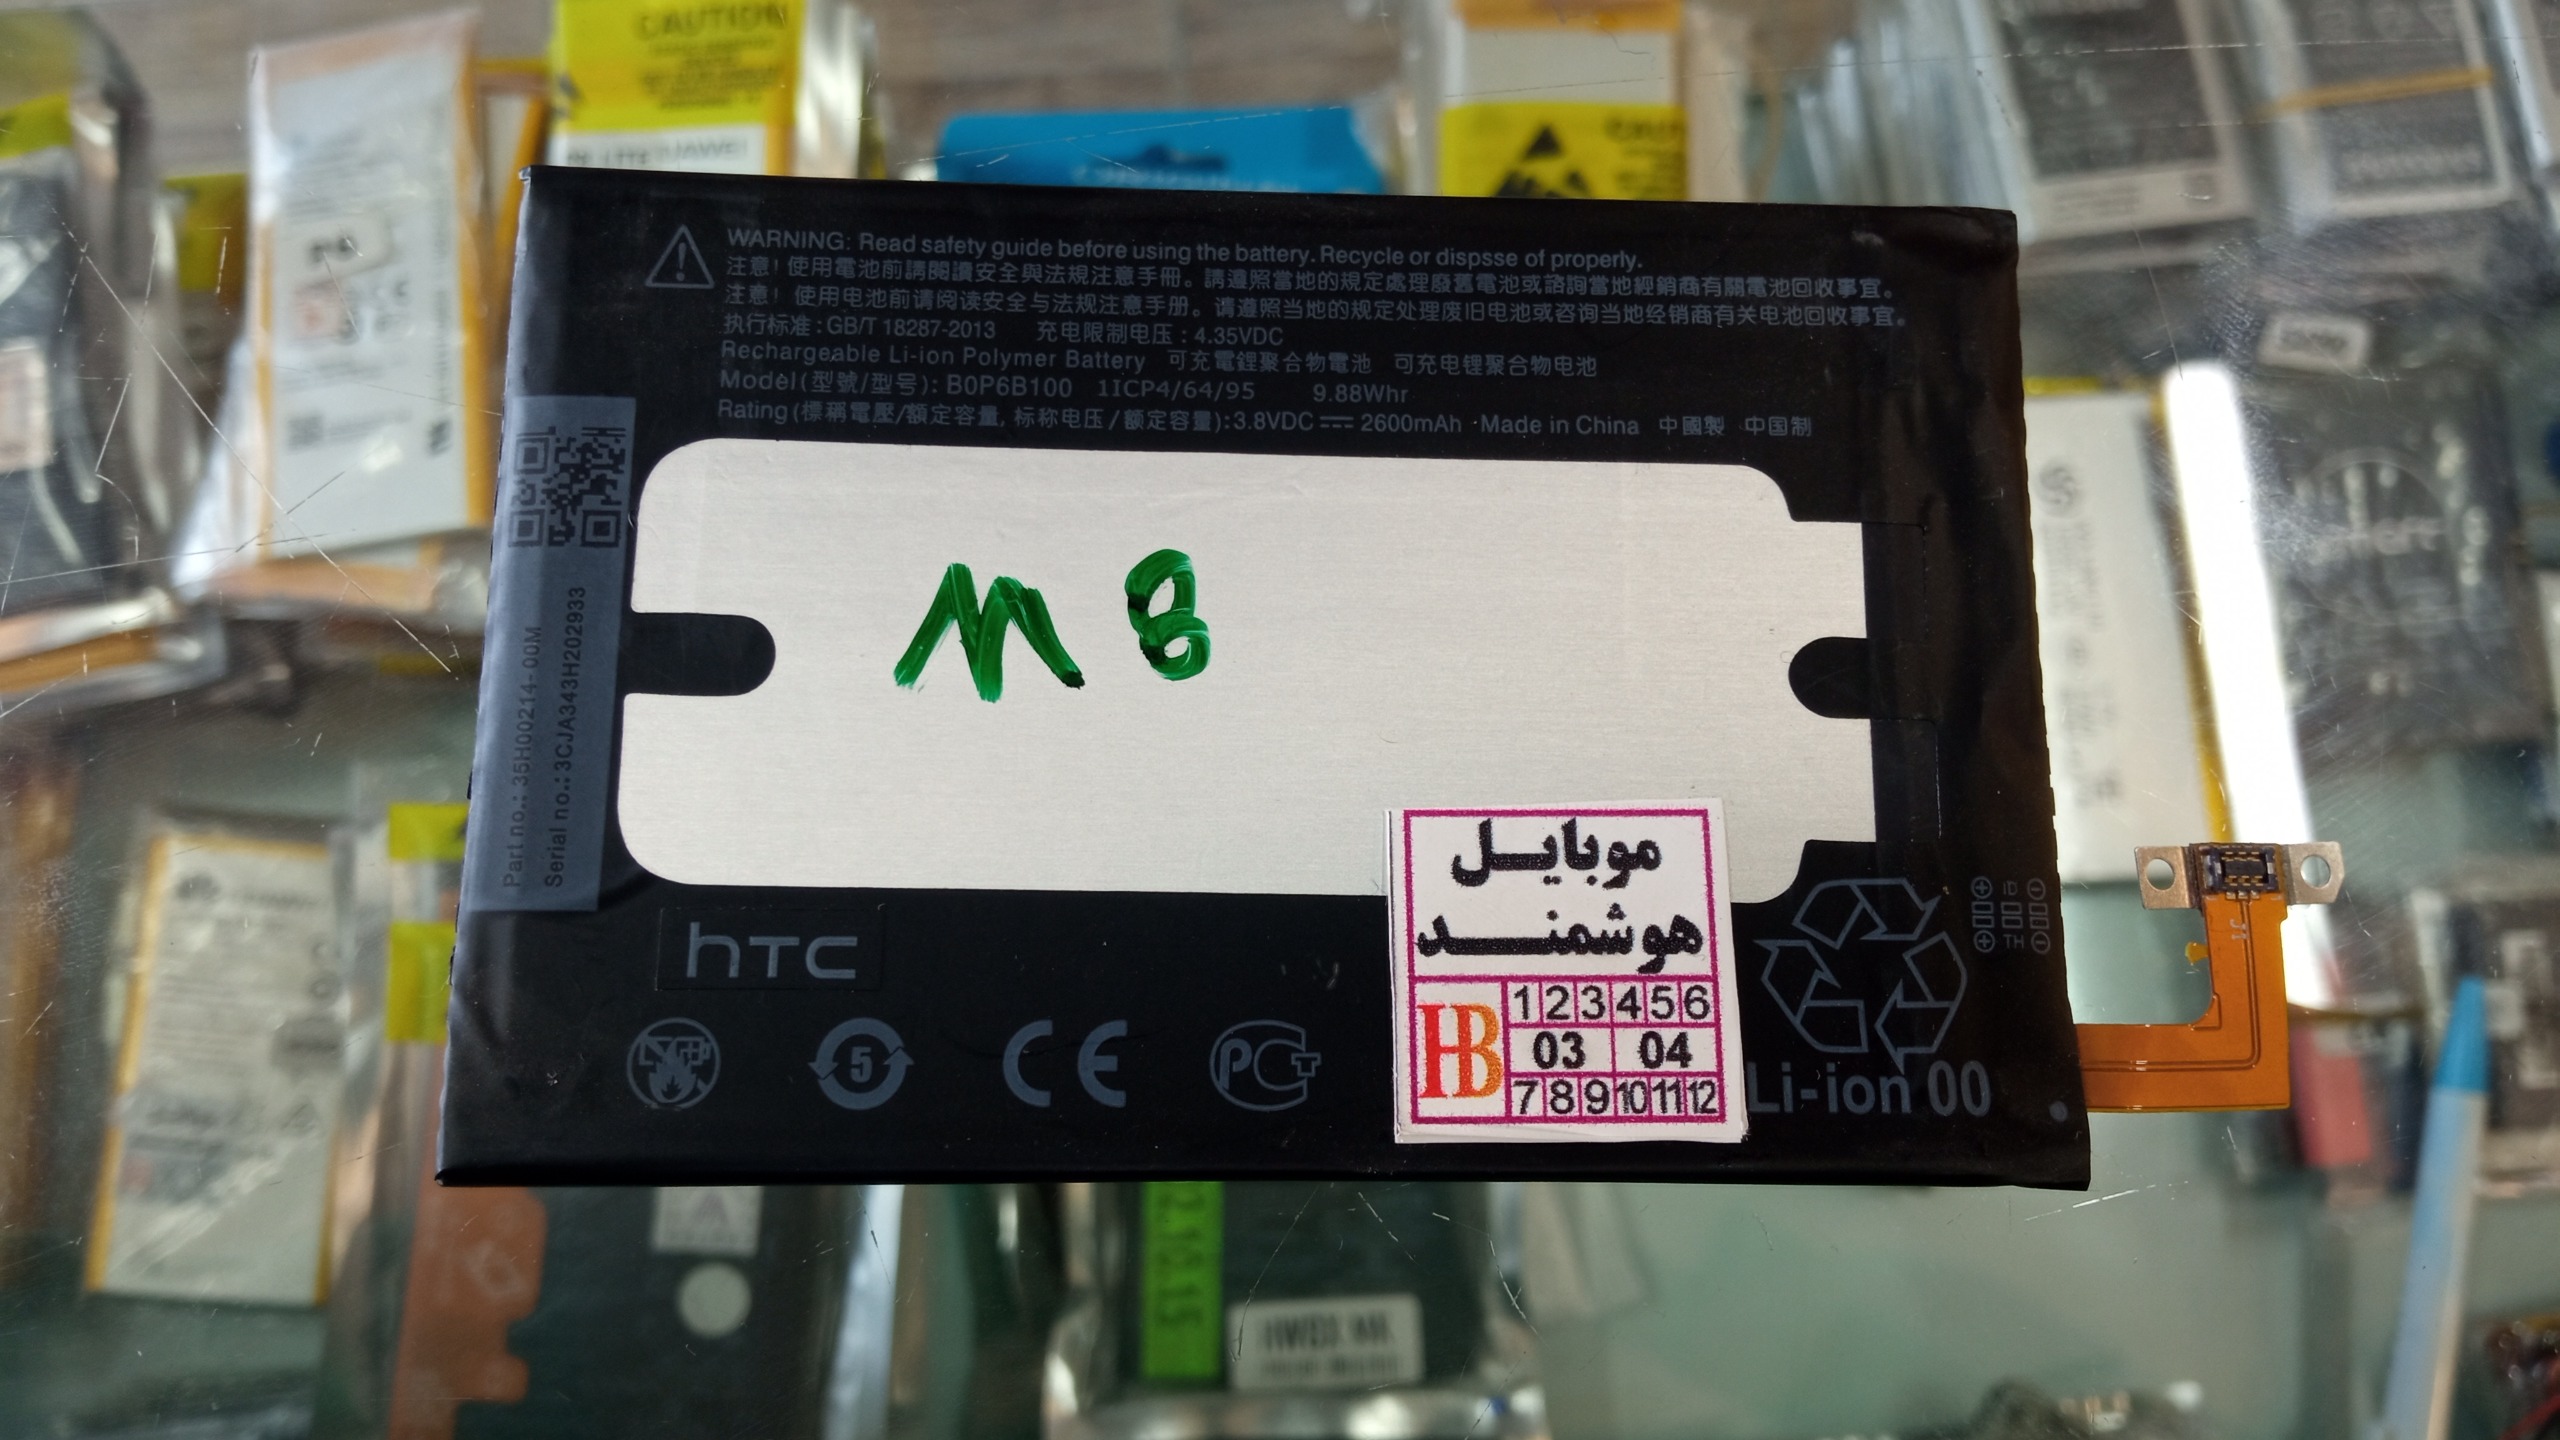 WARNING: Read safety guide before using the battery. Recycle or dispsse of properly.
注意！使用電池前請閱讀安全與法規注意手冊。請遵照當地的規定處理廢舊電池或諮詢當地經銷商有關電池回收事宜。
注意！使用电池前请阅读安全与法规注意手册。请遵照当地的规定处理废旧电池或咨询当地经销商有关电池回收事宜。
执行标准：GB/T 18287-2013 充电限制电压：4.35VDC
Rechargeable Li-ion Polymer Battery 可充電鋰聚合物電池 可充电锂聚合物电池
Model(型號/型号): B0P6B100 1ICP4/64/95 9.88Whr
Rating(標稱電壓/額定容量, 标称电压/额定容量):3.8VDC 2600mAh Made in China 中國製 中国制
Part no.: 35H00214-00M
Serial no.: 3CJA343H202933
M 8
موبایل
هوشمند
HB
1 2 3 4 5 6
03 04
7 8 9 10 11 12
hTC
5
CE
PCT
Li-ion 00
ID
TH
J1
CAUTION
HUAWEI